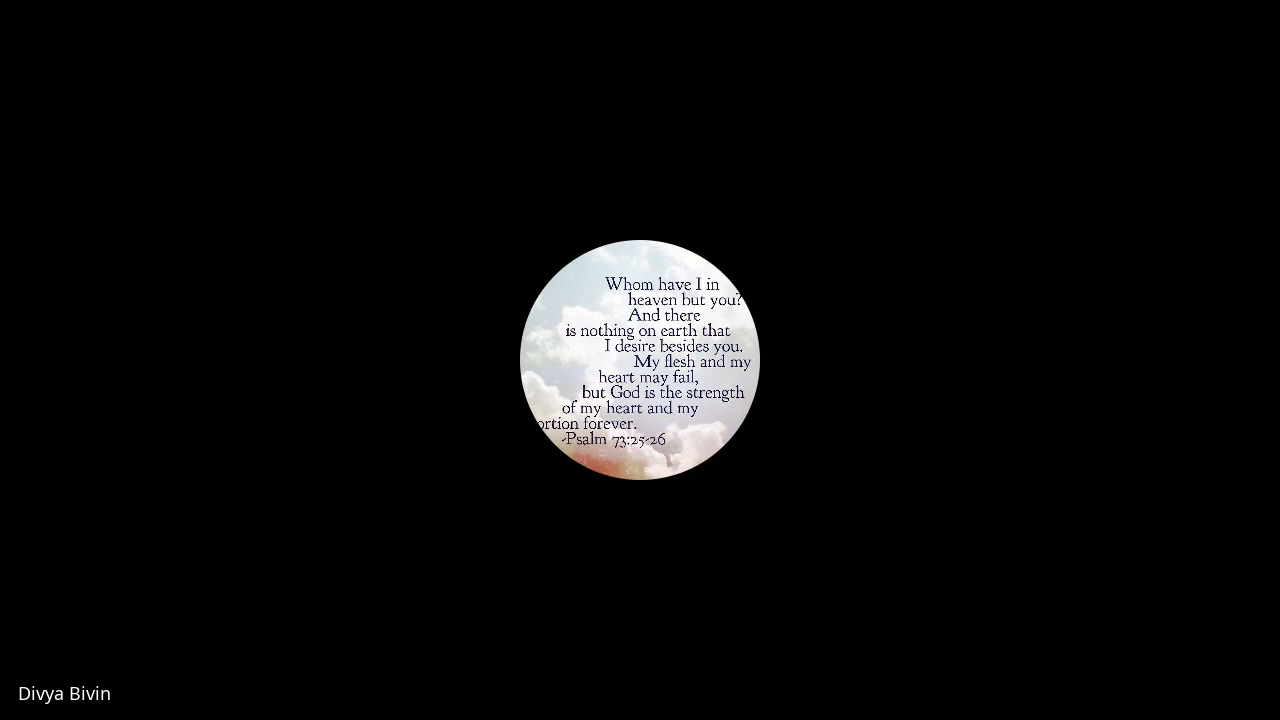 Whom have I in
heaven but you?
And there
is nothing on earth that
I desire besides you.
My flesh and my
heart may fail,
but God is the strength
of my heart and my
ortion forever.
-Psalm 73:25-26
Divya Bivin